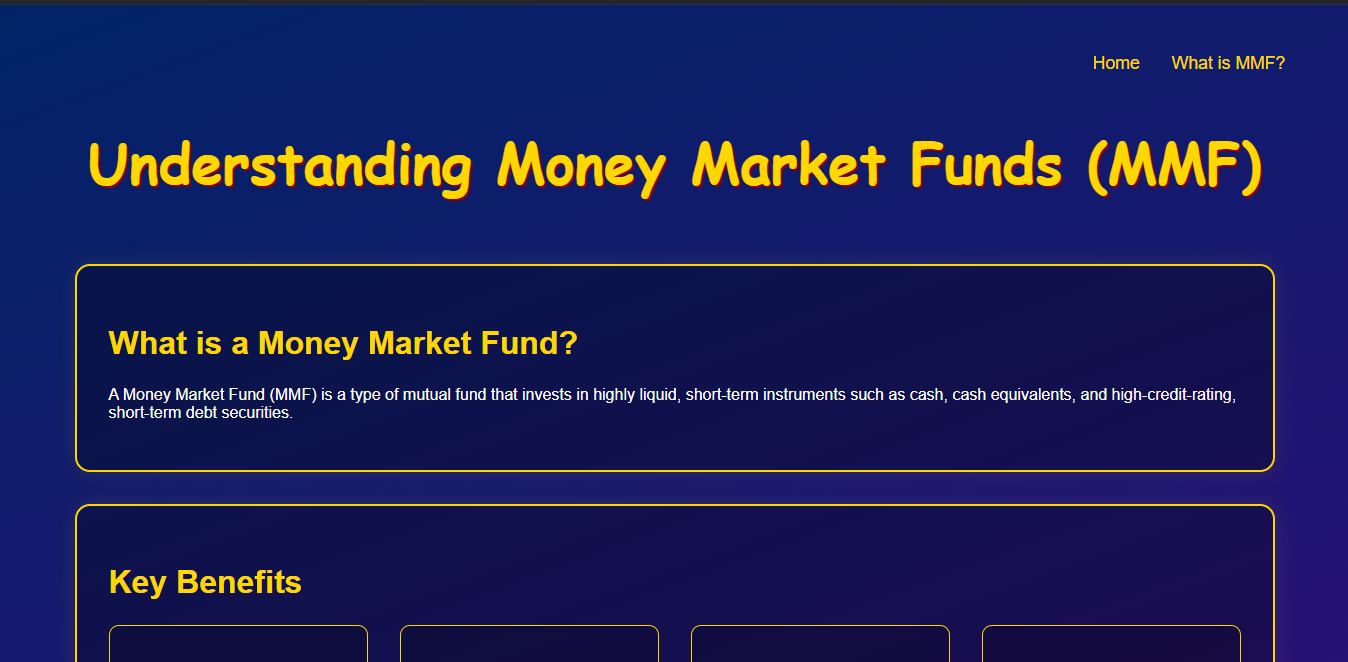 Home What is MMF?
Understanding Money Market Funds (MMF)
What is a Money Market Fund?
A Money Market Fund (MMF) is a type of mutual fund that invests in highly liquid, short-term instruments such as cash, cash equivalents, and high-credit-rating,
short-term debt securities.
Key Benefits